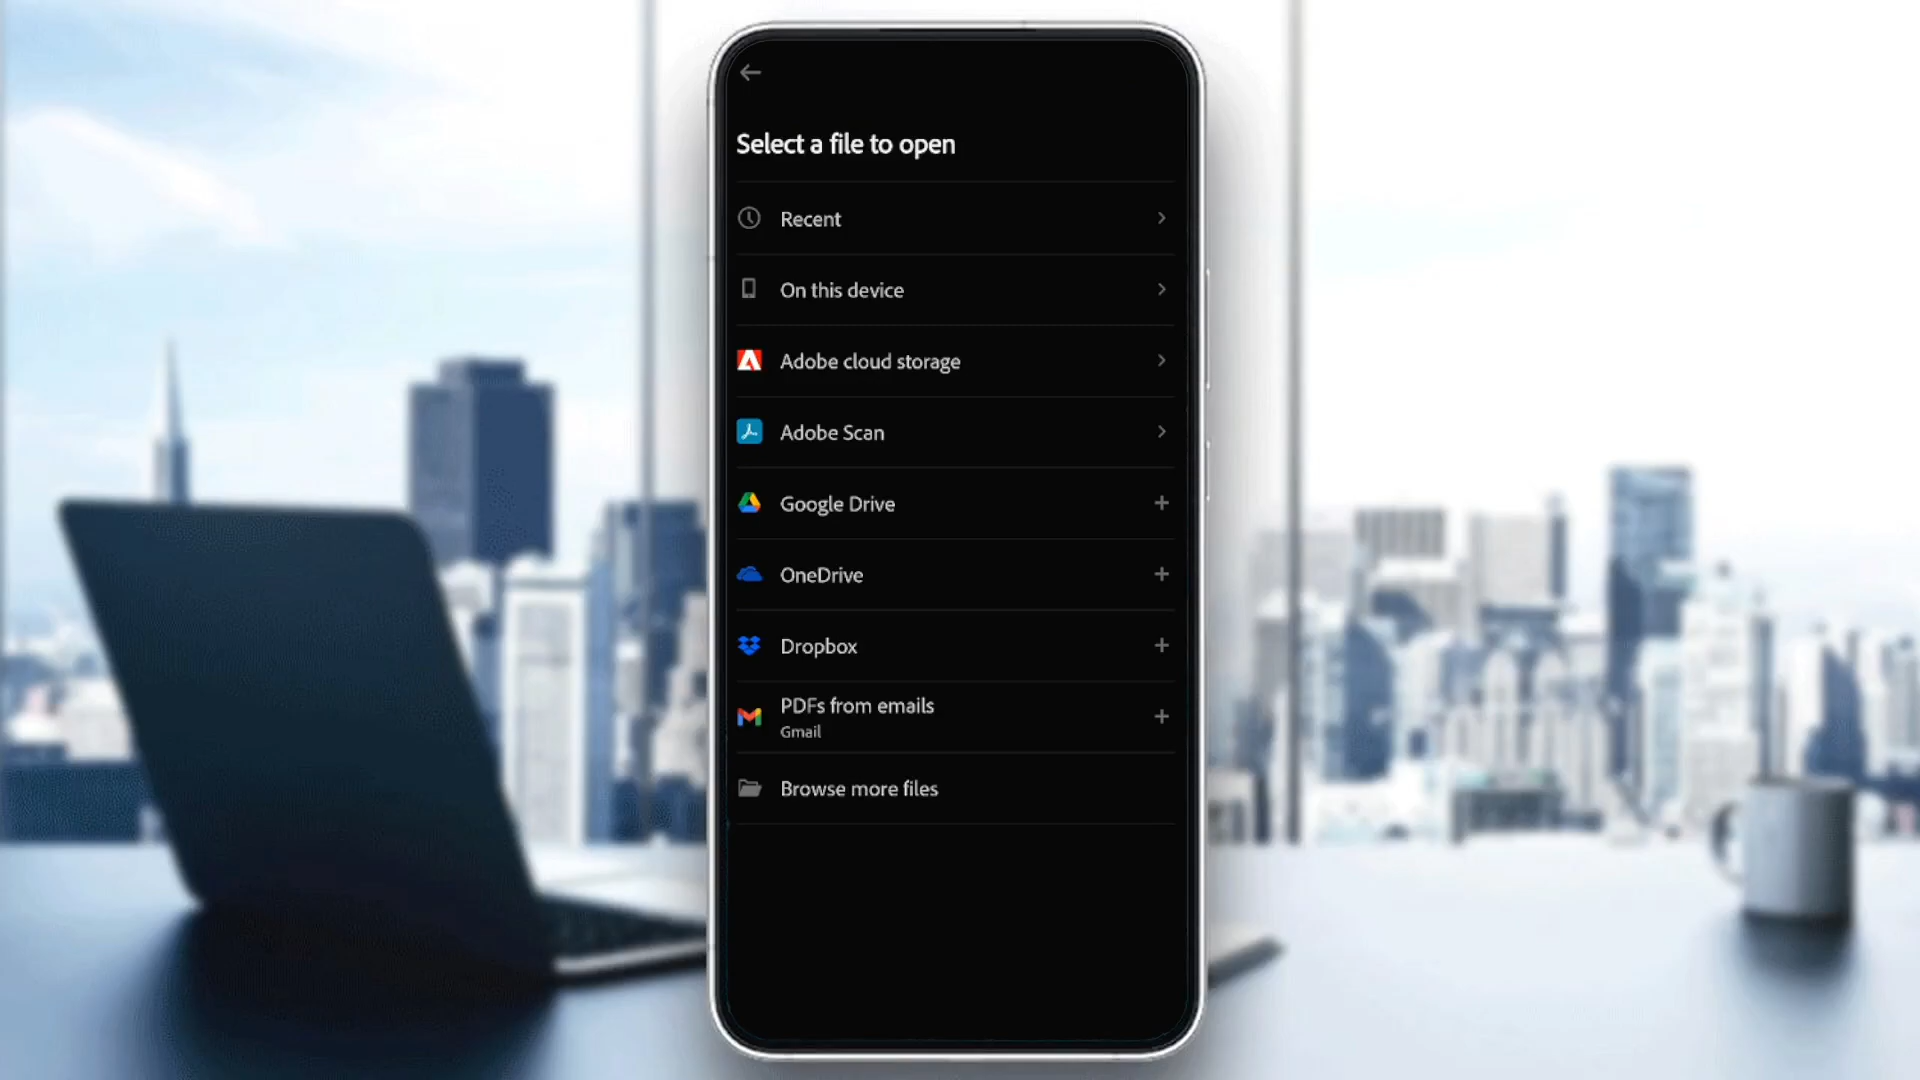 Select a file to open
Recent
On this device
Adobe cloud storage
Adobe Scan
Google Drive
OneDrive
Dropbox
PDFs from emails
Gmail
Browse more files